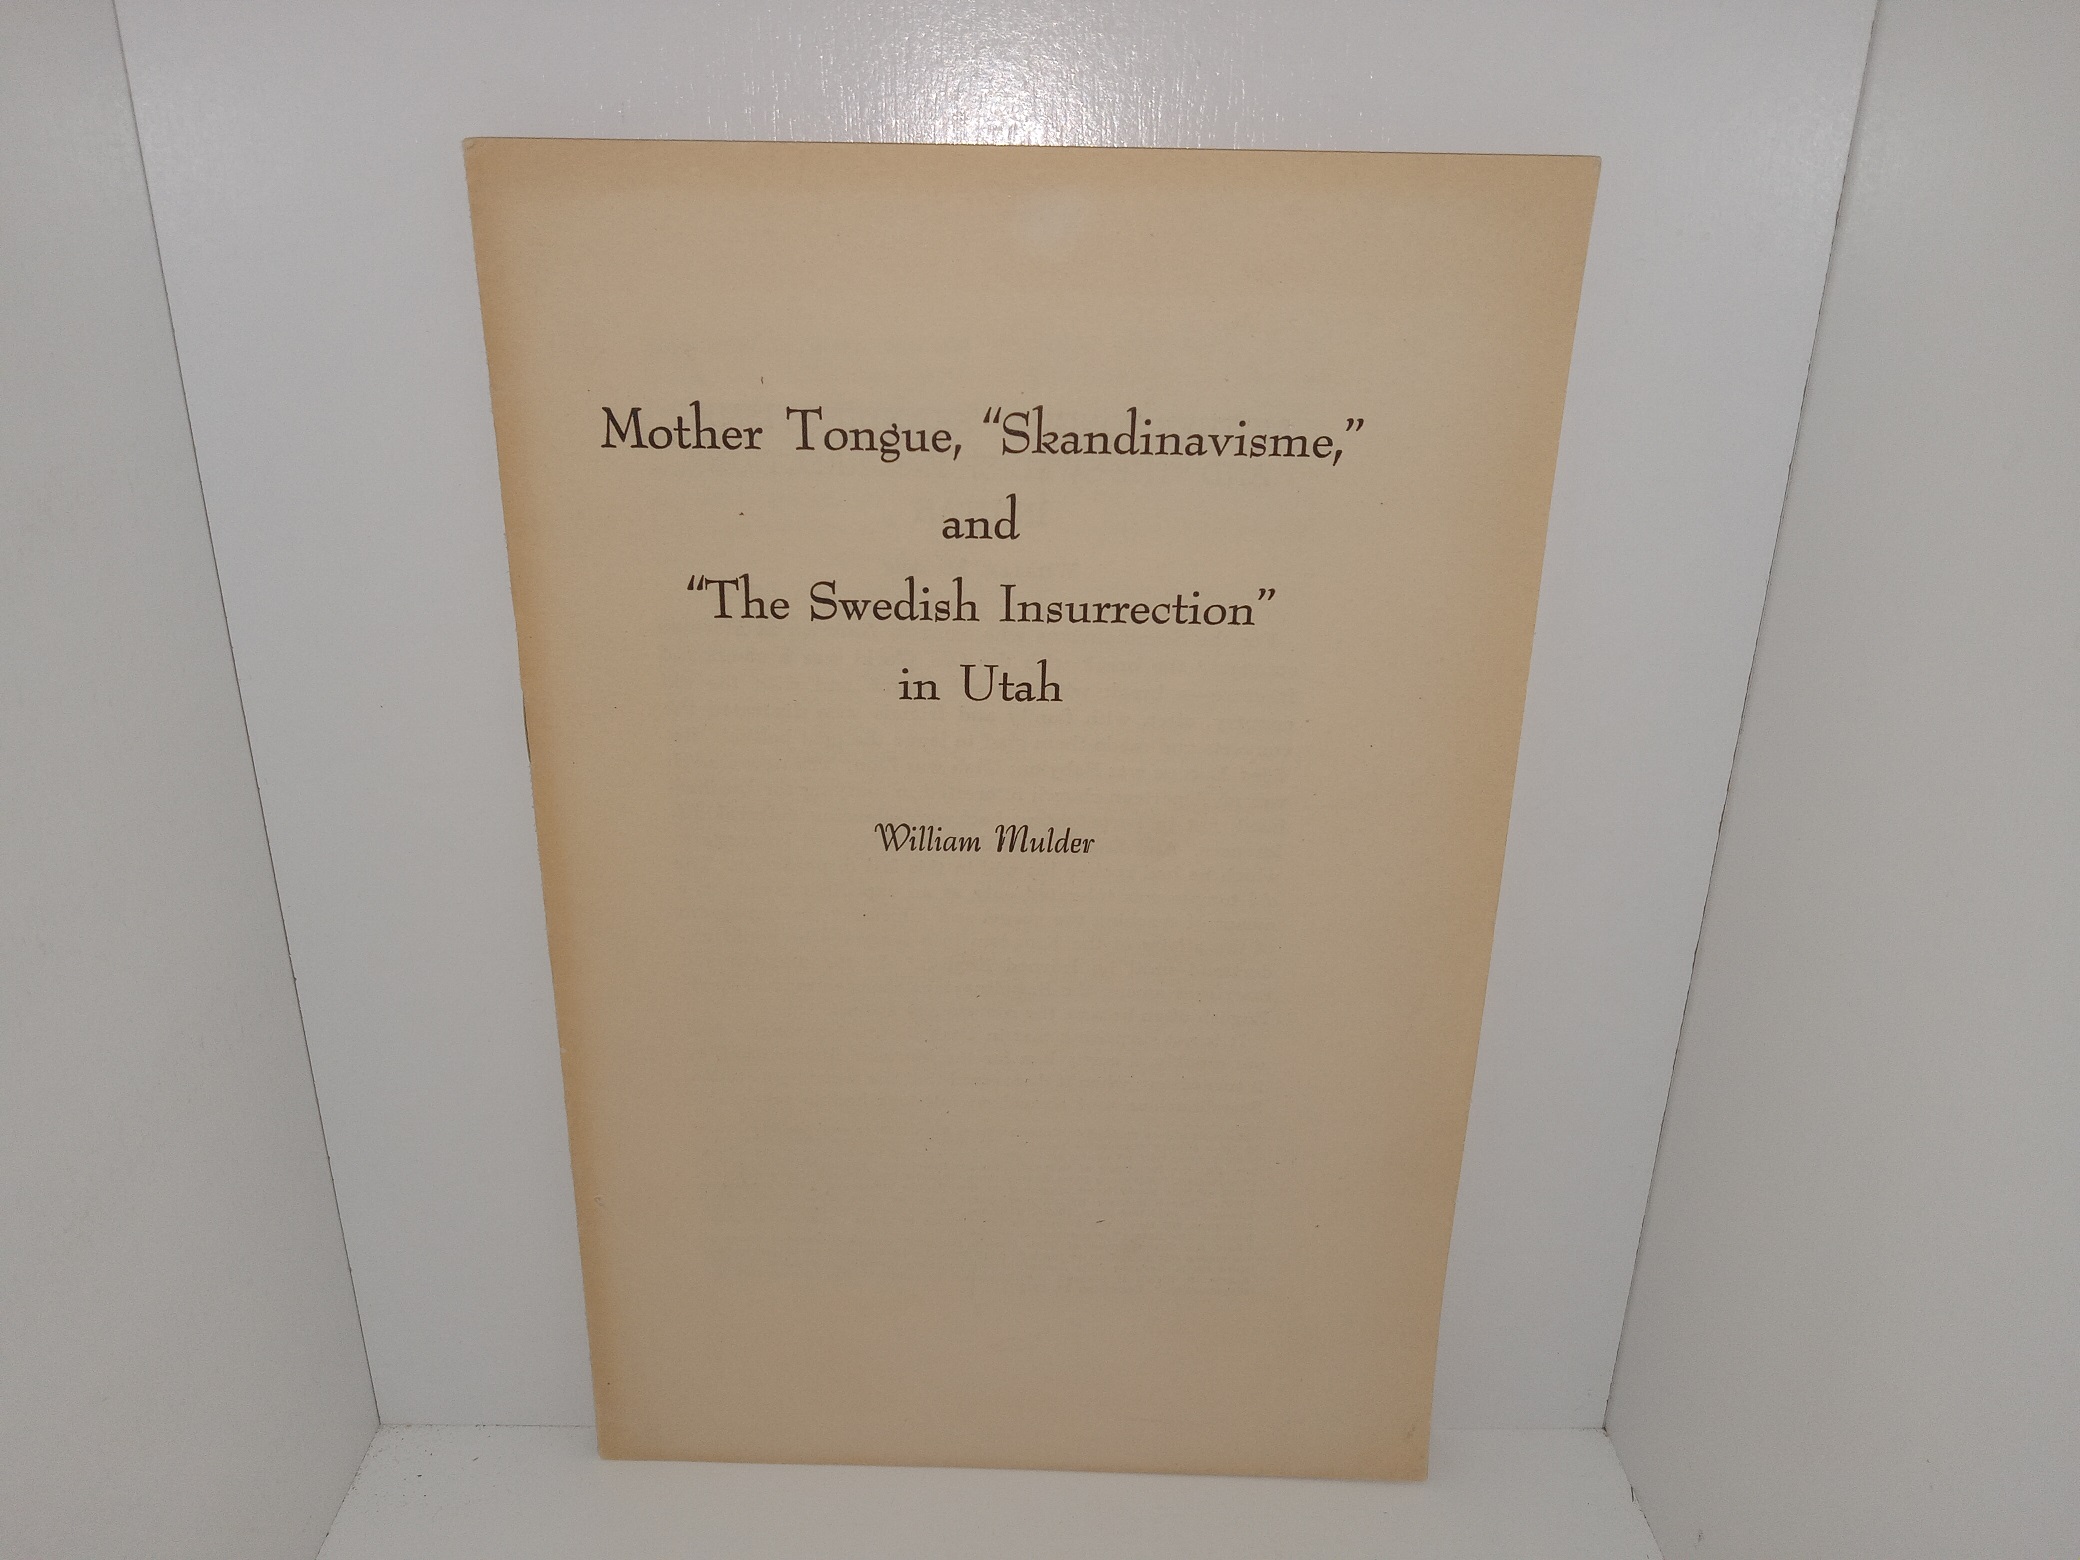 Mother Tongue, “Skandinavisme,”
and
“The Swedish Insurrection”
in Utah
William Mulder